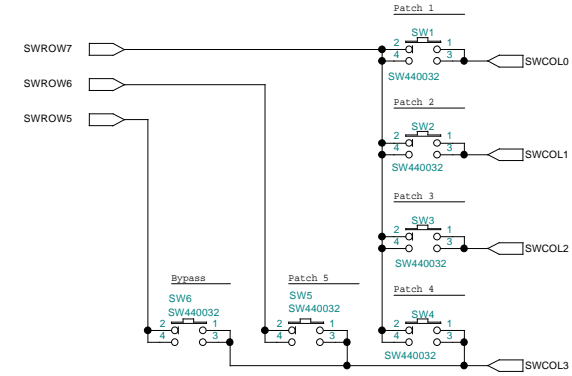 Patch 1
SW1
SWROW7
2 1
4 3
SWCOL0
SW440032
SWROW6
Patch 2
SWROW5
SW2
2 1
4 3
SWCOL1
SW440032
Patch 3
SW3
2 1
4 3
SWCOL2
SW440032
Bypass
Patch 5
Patch 4
SW6
SW440032
SW5
SW440032
SW4
2 1
4 3
2 1
4 3
2 1
4 3
SW440032
SWCOL3